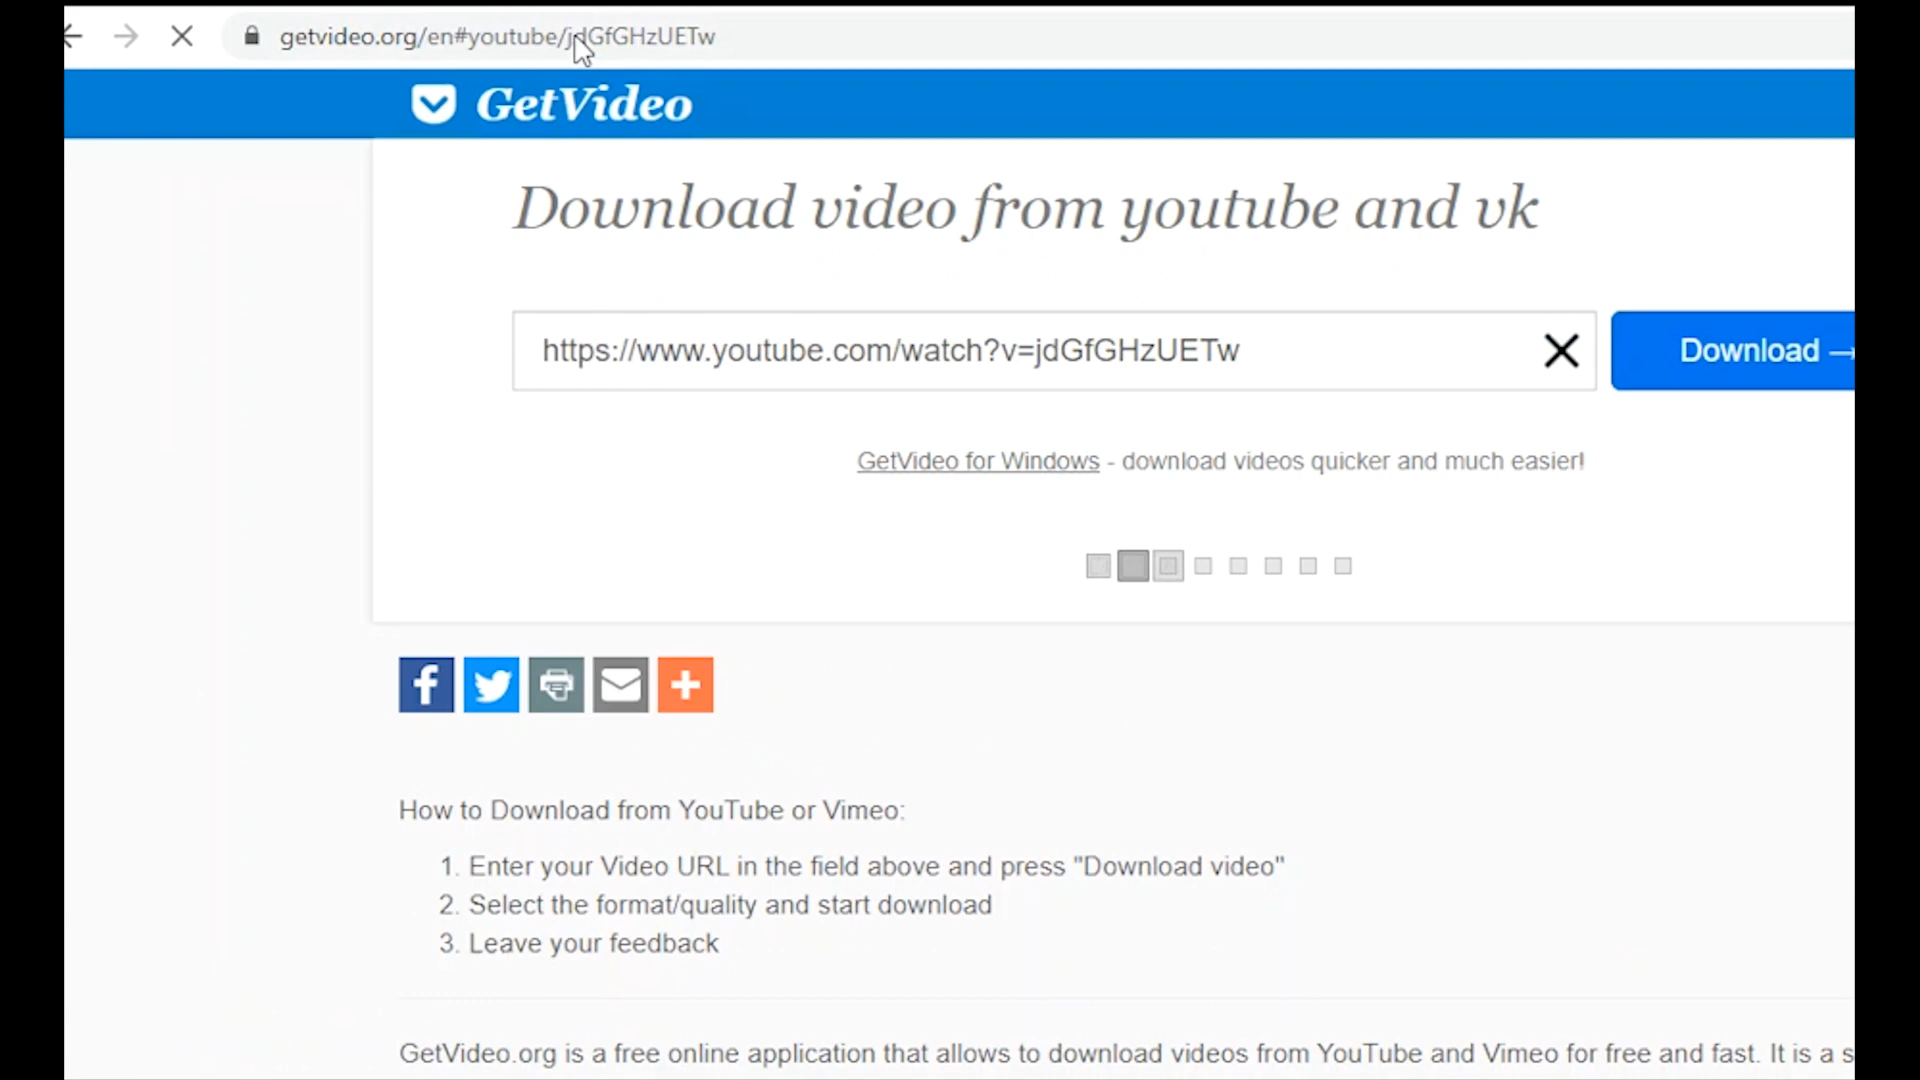 getvideo.org/en#youtube/jdGfGHzUETw
GetVideo
Download video from youtube and vk
https://www.youtube.com/watch?v=jdGfGHzUETw
Download →
GetVideo for Windows - download videos quicker and much easier!
How to Download from YouTube or Vimeo:
1. Enter your Video URL in the field above and press "Download video"
2. Select the format/quality and start download
3. Leave your feedback
GetVideo.org is a free online application that allows to download videos from YouTube and Vimeo for free and fast. It is a s